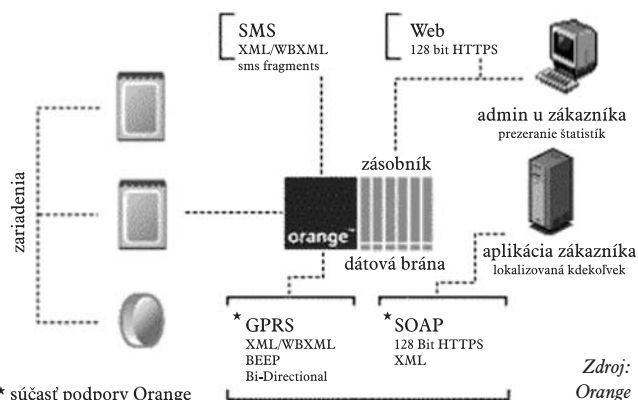 SMS
XML/WBXML
sms fragments
Web
128 bit HTTPS
admin u zákazníka
prezeranie štatistík
zariadenia
zásobník
orange™
dátová brána
aplikácia zákazníka
lokalizovaná kdekoľvek
★ GPRS
XML/WBXML
BEEP
Bi-Directional
★ SOAP
128 Bit HTTPS
XML
★ súčasť podpory Orange
Zdroj:
Orange